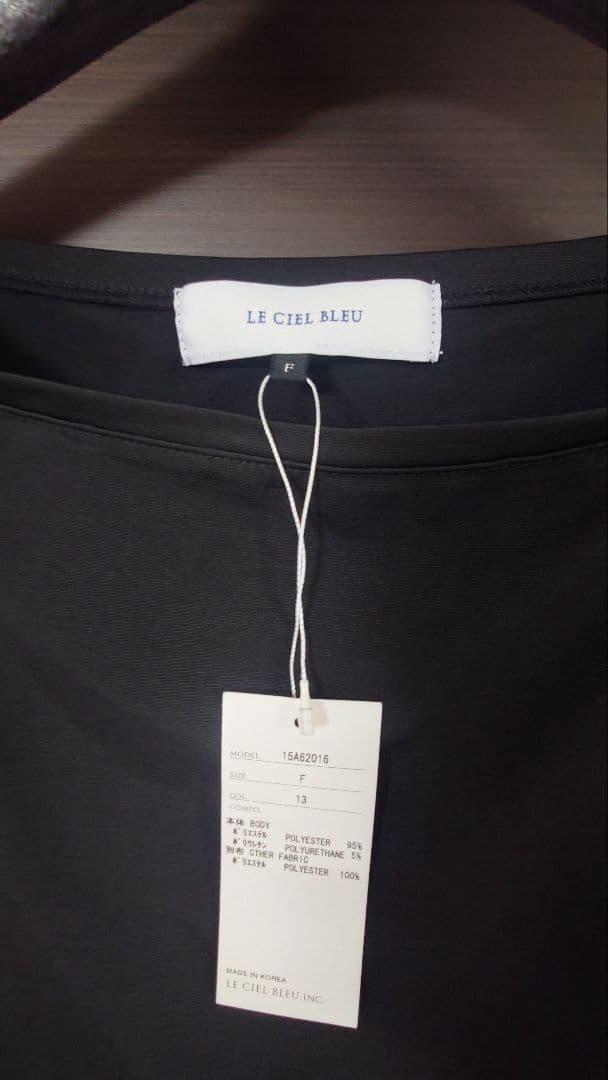 LE CIEL BLEU
F
MODEL 15A62016
SIZE F
COL. 13
COMPO.
本体 BODY
ポリエステル POLYESTER 95%
ポリウレタン POLYURETHANE 5%
別布 OTHER FABRIC
ポリエステル POLYESTER 100%
MADE IN KOREA
LE CIEL BLEU INC.